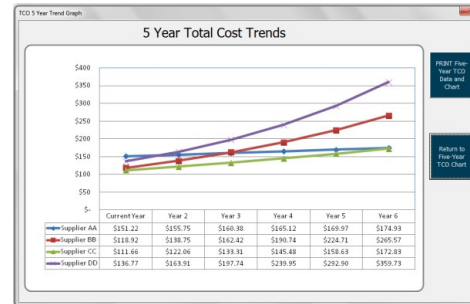 TCO 5 Year Trend Graph
5 Year Total Cost Trends
$400
$350
$300
$250
$200
$150
$100
$50
$-
Current Year Year 2 Year 3 Year 4 Year 5 Year 6
Supplier AA $151.22 $155.75 $160.38 $165.12 $169.97 $174.93
Supplier BB $118.92 $138.75 $162.42 $190.74 $224.71 $265.57
Supplier CC $111.66 $122.06 $133.31 $145.48 $158.63 $172.83
Supplier DD $136.77 $163.91 $197.74 $239.95 $292.90 $359.73
PRINT Five-
Year TCO
Data and
Chart
Return to
Five-Year
TCO Chart